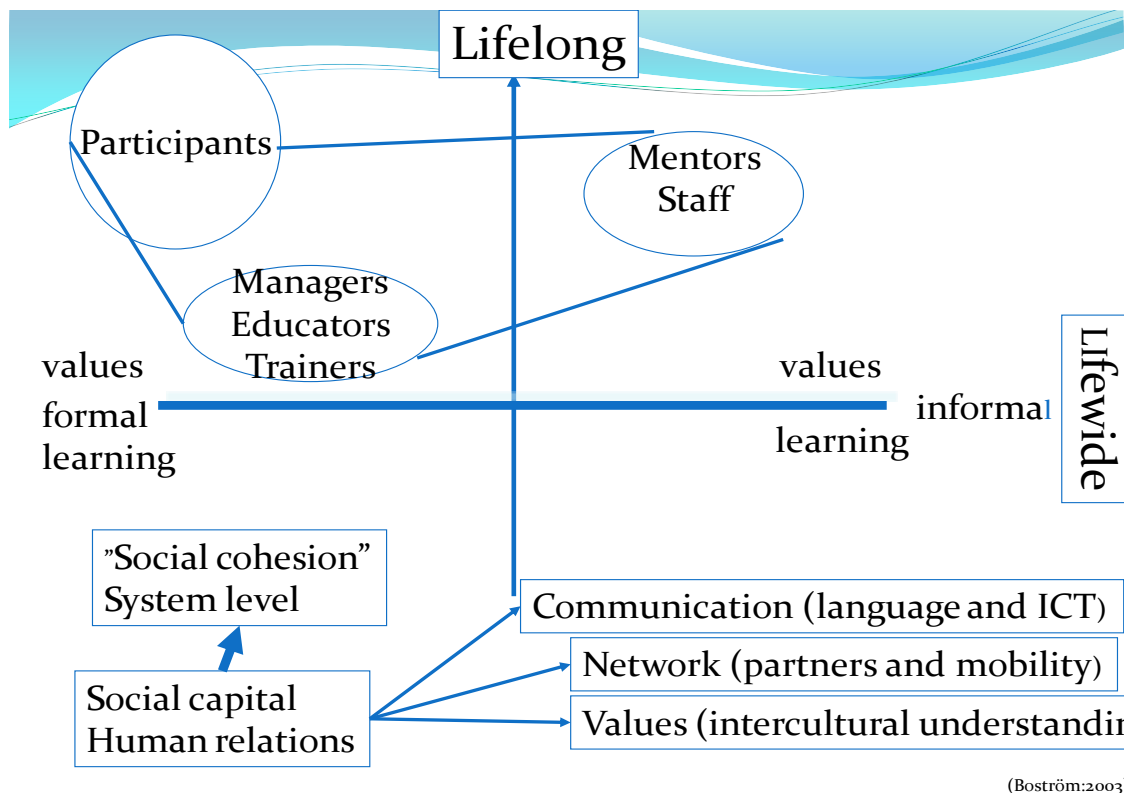 Lifelong
Participants
Mentors
Staff
Managers
Educators
Trainers
values
formal
learning
values
informal
learning
LIfewide
”Social cohesion”
System level
Social capital
Human relations
Communication (language and ICT)
Network (partners and mobility)
Values (intercultural understandin
(Boström:2003)